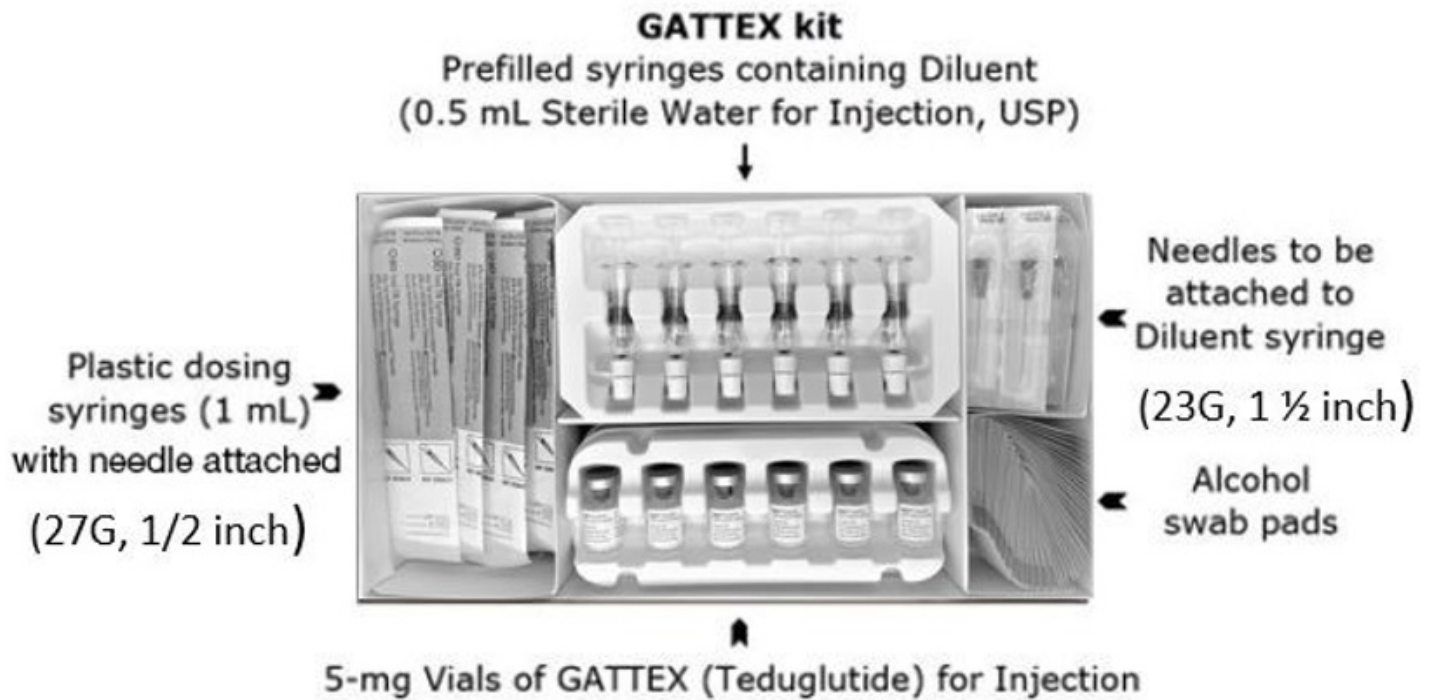 GATTEX kit
Prefilled syringes containing Diluent
(0.5 mL Sterile Water for Injection, USP)
Plastic dosing
syringes (1 mL)
with needle attached
(27G, 1/2 inch)
Needles to be
attached to
Diluent syringe
(23G, 1 ½ inch)
Alcohol
swab pads
5-mg Vials of GATTEX (Teduglutide) for Injection